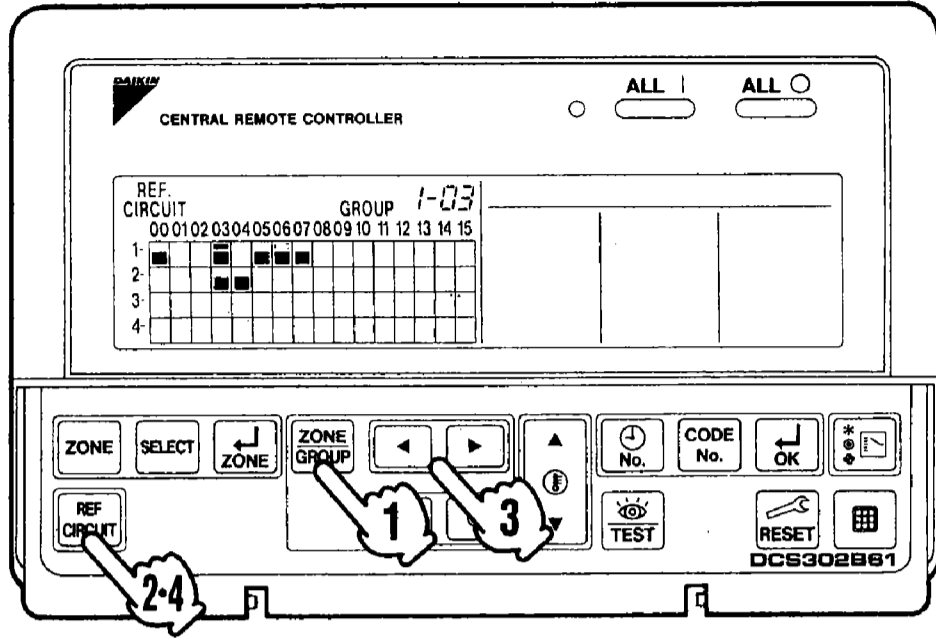 DAIKIN
CENTRAL REMOTE CONTROLLER
ALL |
ALL ○
REF.
CIRCUIT
GROUP 1-03
00 01 02 03 04 05 06 07 08 09 10 11 12 13 14 15
1-
2-
3-
4-
ZONE
SELECT
ZONE
ZONE
GROUP
No.
CODE
No.
OK
REF
CIRCUIT
TEST
RESET
DCS302B61
1
3
2·4